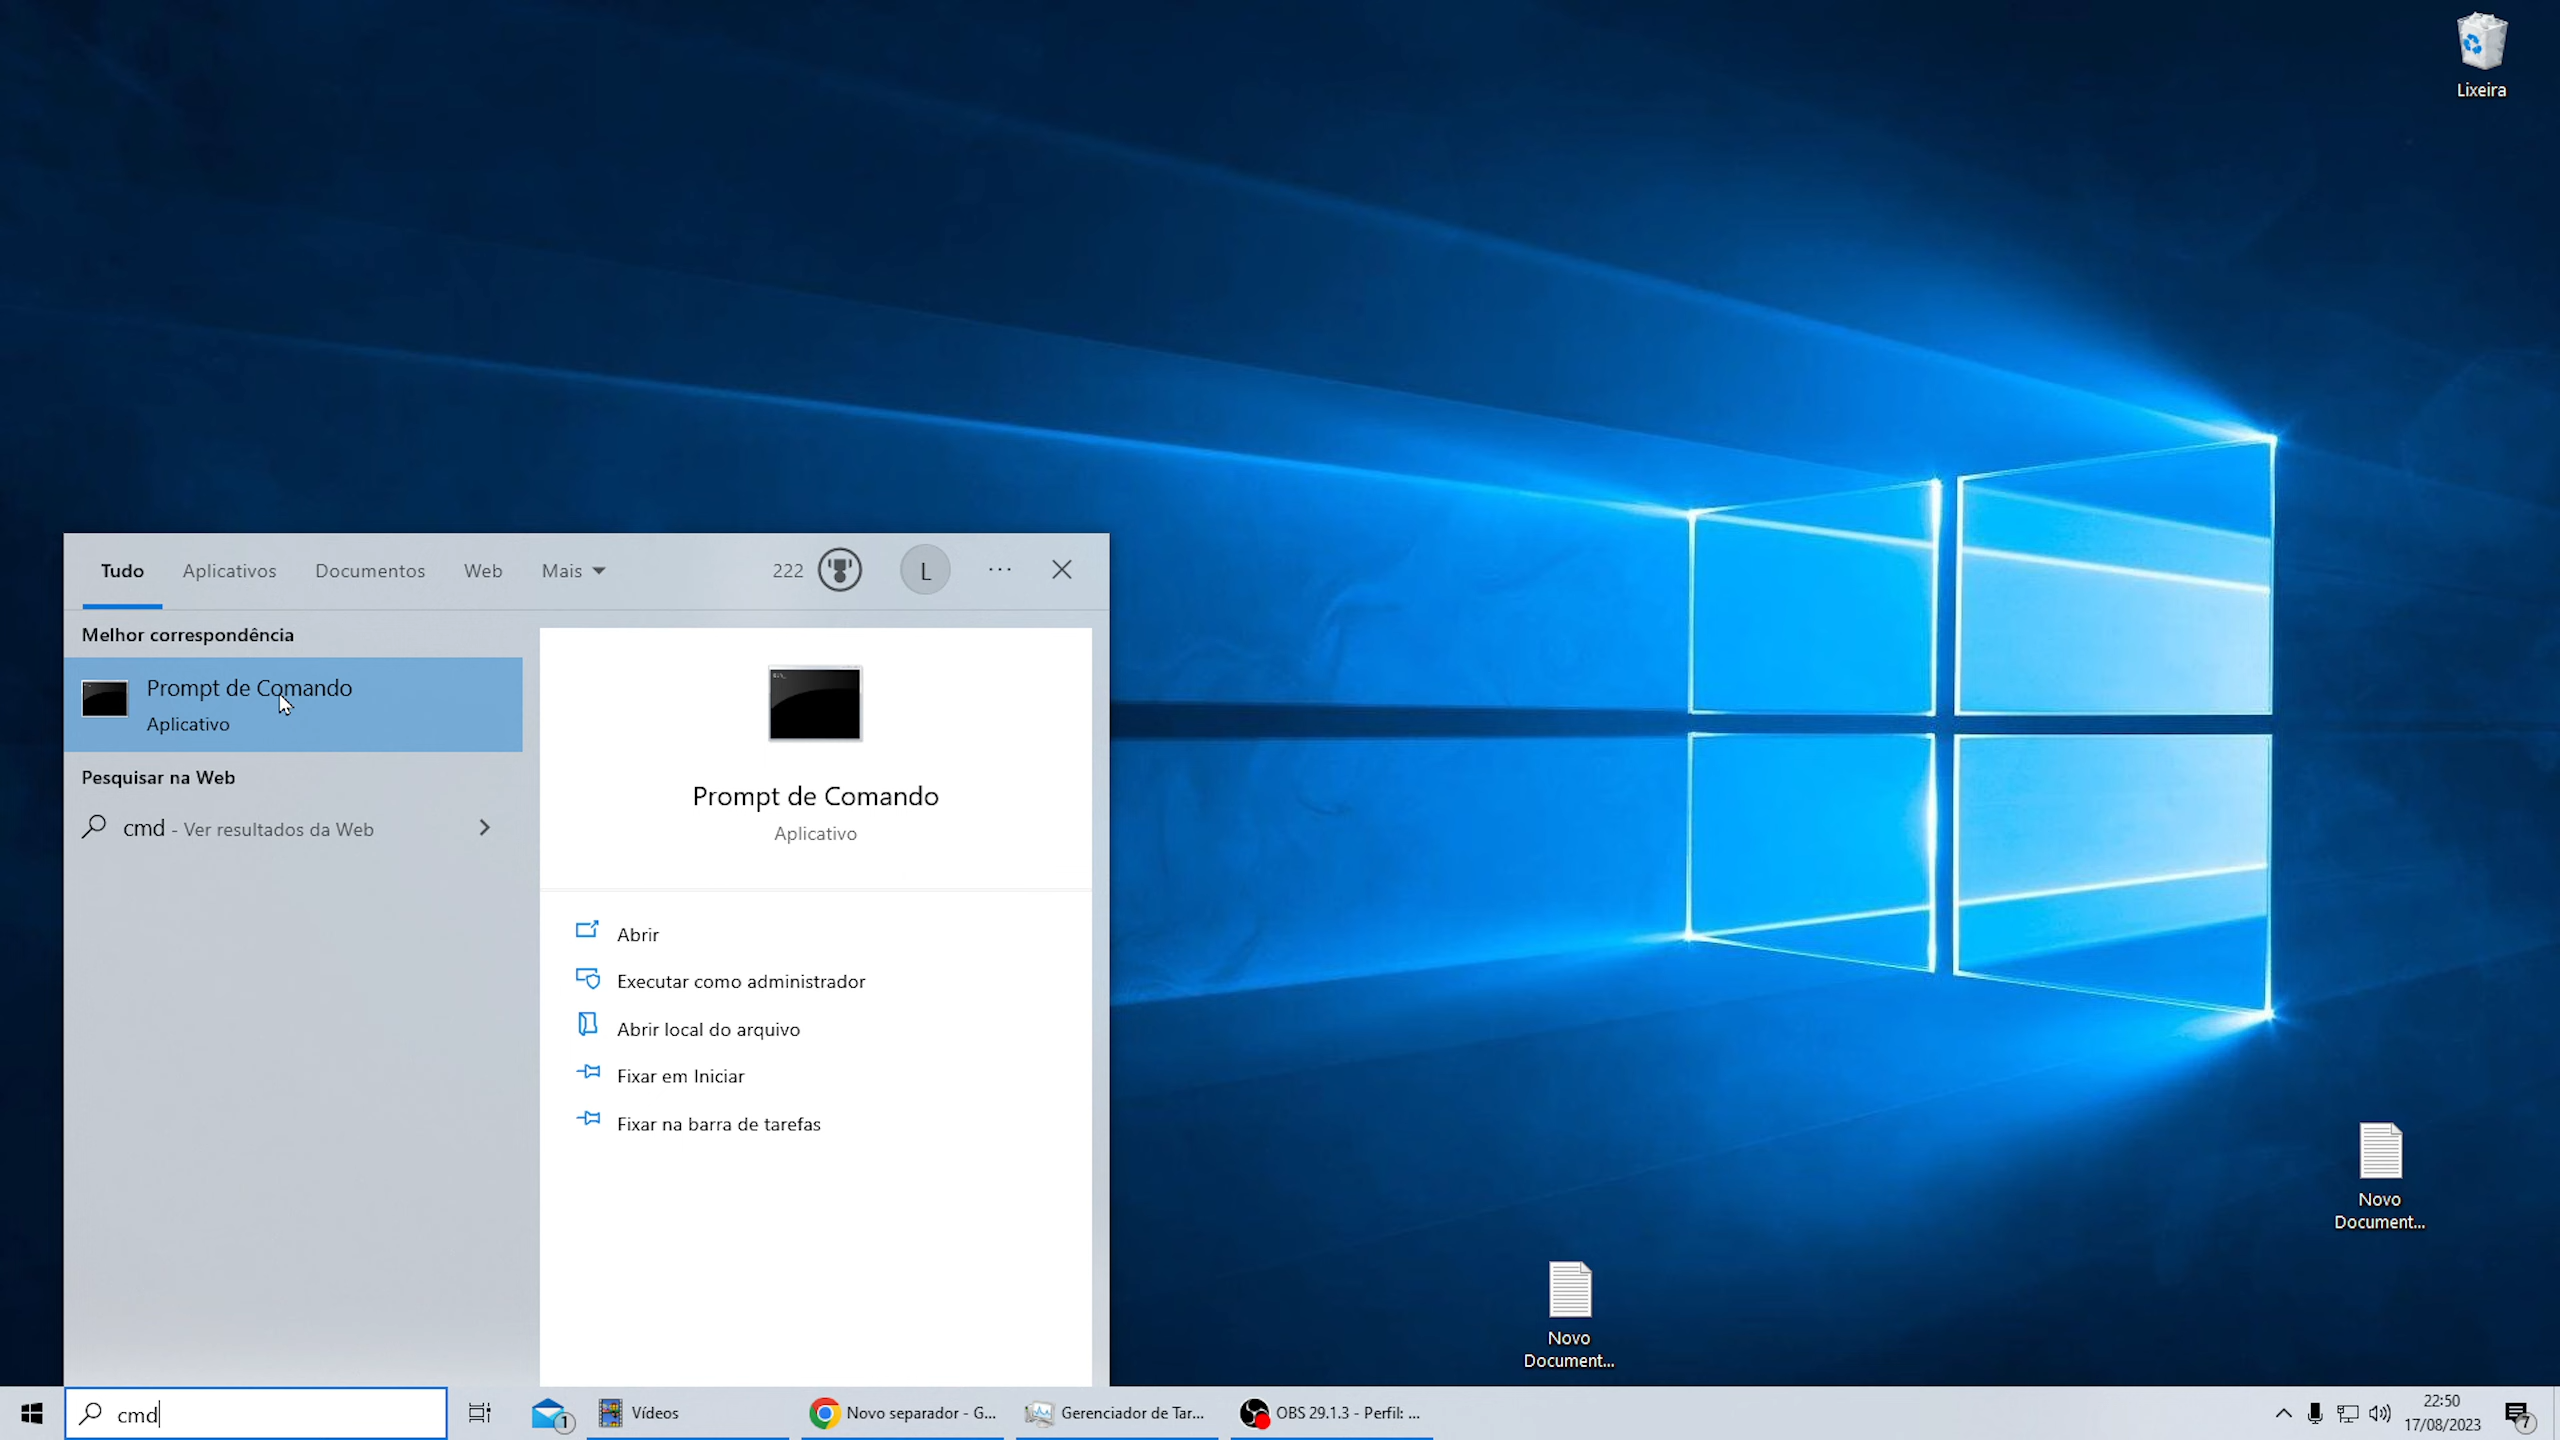 Lixeira
Tudo Aplicativos Documentos Web Mais 222 L ...
Melhor correspondência
Prompt de Comando
Aplicativo
Pesquisar na Web
cmd - Ver resultados da Web
Prompt de Comando
Aplicativo
Abrir
Executar como administrador
Abrir local do arquivo
Fixar em Iniciar
Fixar na barra de tarefas
Novo
Document...
Novo
Document...
cmd
1
Vídeos
Novo separador - G...
Gerenciador de Tar...
OBS 29.1.3 - Perfil: ...
22:50
17/08/2023
7